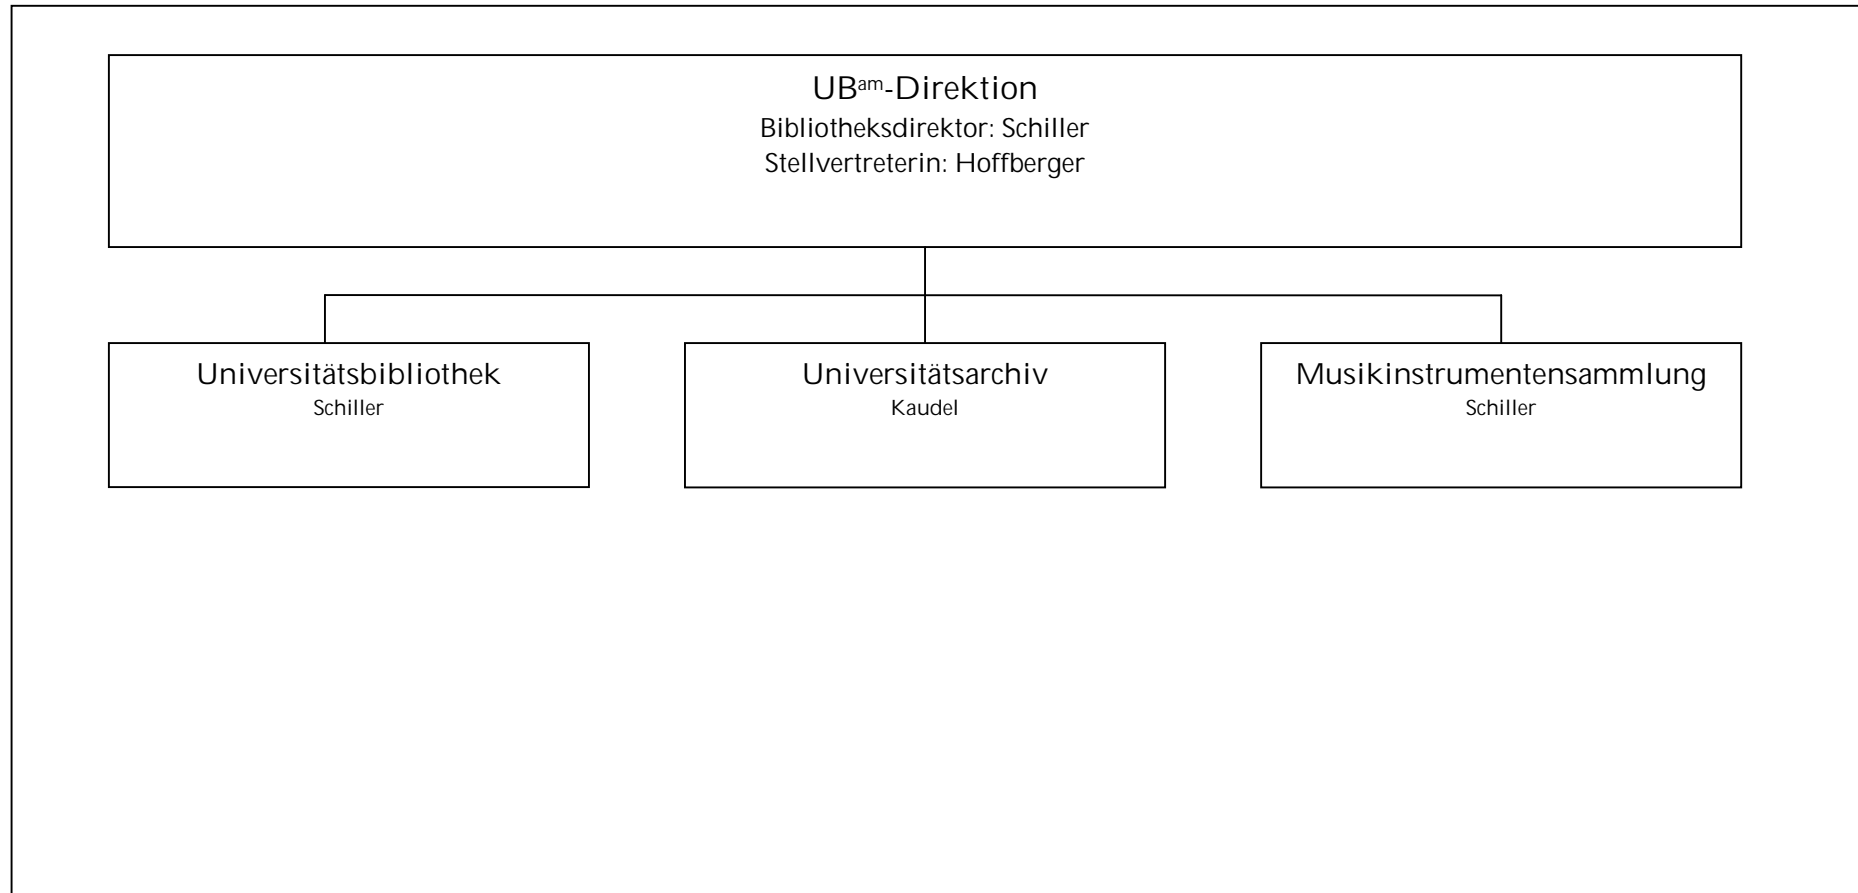 UBam-Direktion
Bibliotheksdirektor: Schiller
Stellvertreterin: Hoffberger
Universitätsbibliothek
Schiller
Universitätsarchiv
Kaudel
Musikinstrumentensammlung
Schiller